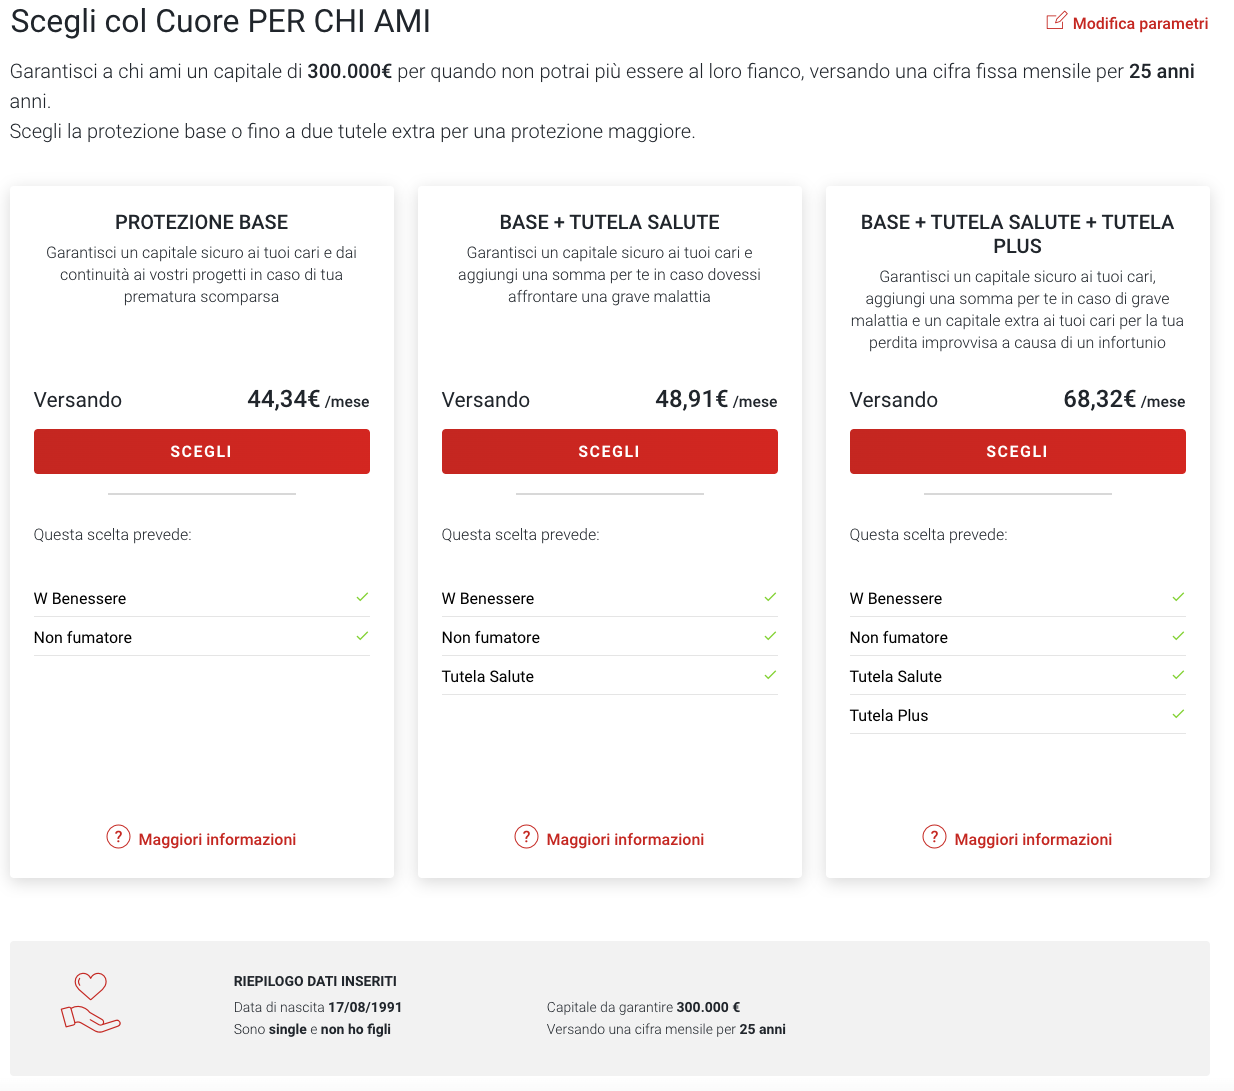 Scegli col Cuore PER CHI AMI
Modifica parametri
Garantisci a chi ami un capitale di 300.000€ per quando non potrai più essere al loro fianco, versando una cifra fissa mensile per 25 anni
anni.
Scegli la protezione base o fino a due tutele extra per una protezione maggiore.
PROTEZIONE BASE
Garantisci un capitale sicuro ai tuoi cari e dai
continuità ai vostri progetti in caso di tua
prematura scomparsa
Versando 44,34€ /mese
SCEGLI
Questa scelta prevede:
W Benessere
Non fumatore
? Maggiori informazioni
BASE + TUTELA SALUTE
Garantisci un capitale sicuro ai tuoi cari e
aggiungi una somma per te in caso dovessi
affrontare una grave malattia
Versando 48,91€ /mese
SCEGLI
Questa scelta prevede:
W Benessere
Non fumatore
Tutela Salute
? Maggiori informazioni
BASE + TUTELA SALUTE + TUTELA
PLUS
Garantisci un capitale sicuro ai tuoi cari,
aggiungi una somma per te in caso di grave
malattia e un capitale extra ai tuoi cari per la tua
perdita improvvisa a causa di un infortunio
Versando 68,32€ /mese
SCEGLI
Questa scelta prevede:
W Benessere
Non fumatore
Tutela Salute
Tutela Plus
? Maggiori informazioni
RIEPILOGO DATI INSERITI
Data di nascita 17/08/1991
Sono single e non ho figli
Capitale da garantire 300.000 €
Versando una cifra mensile per 25 anni